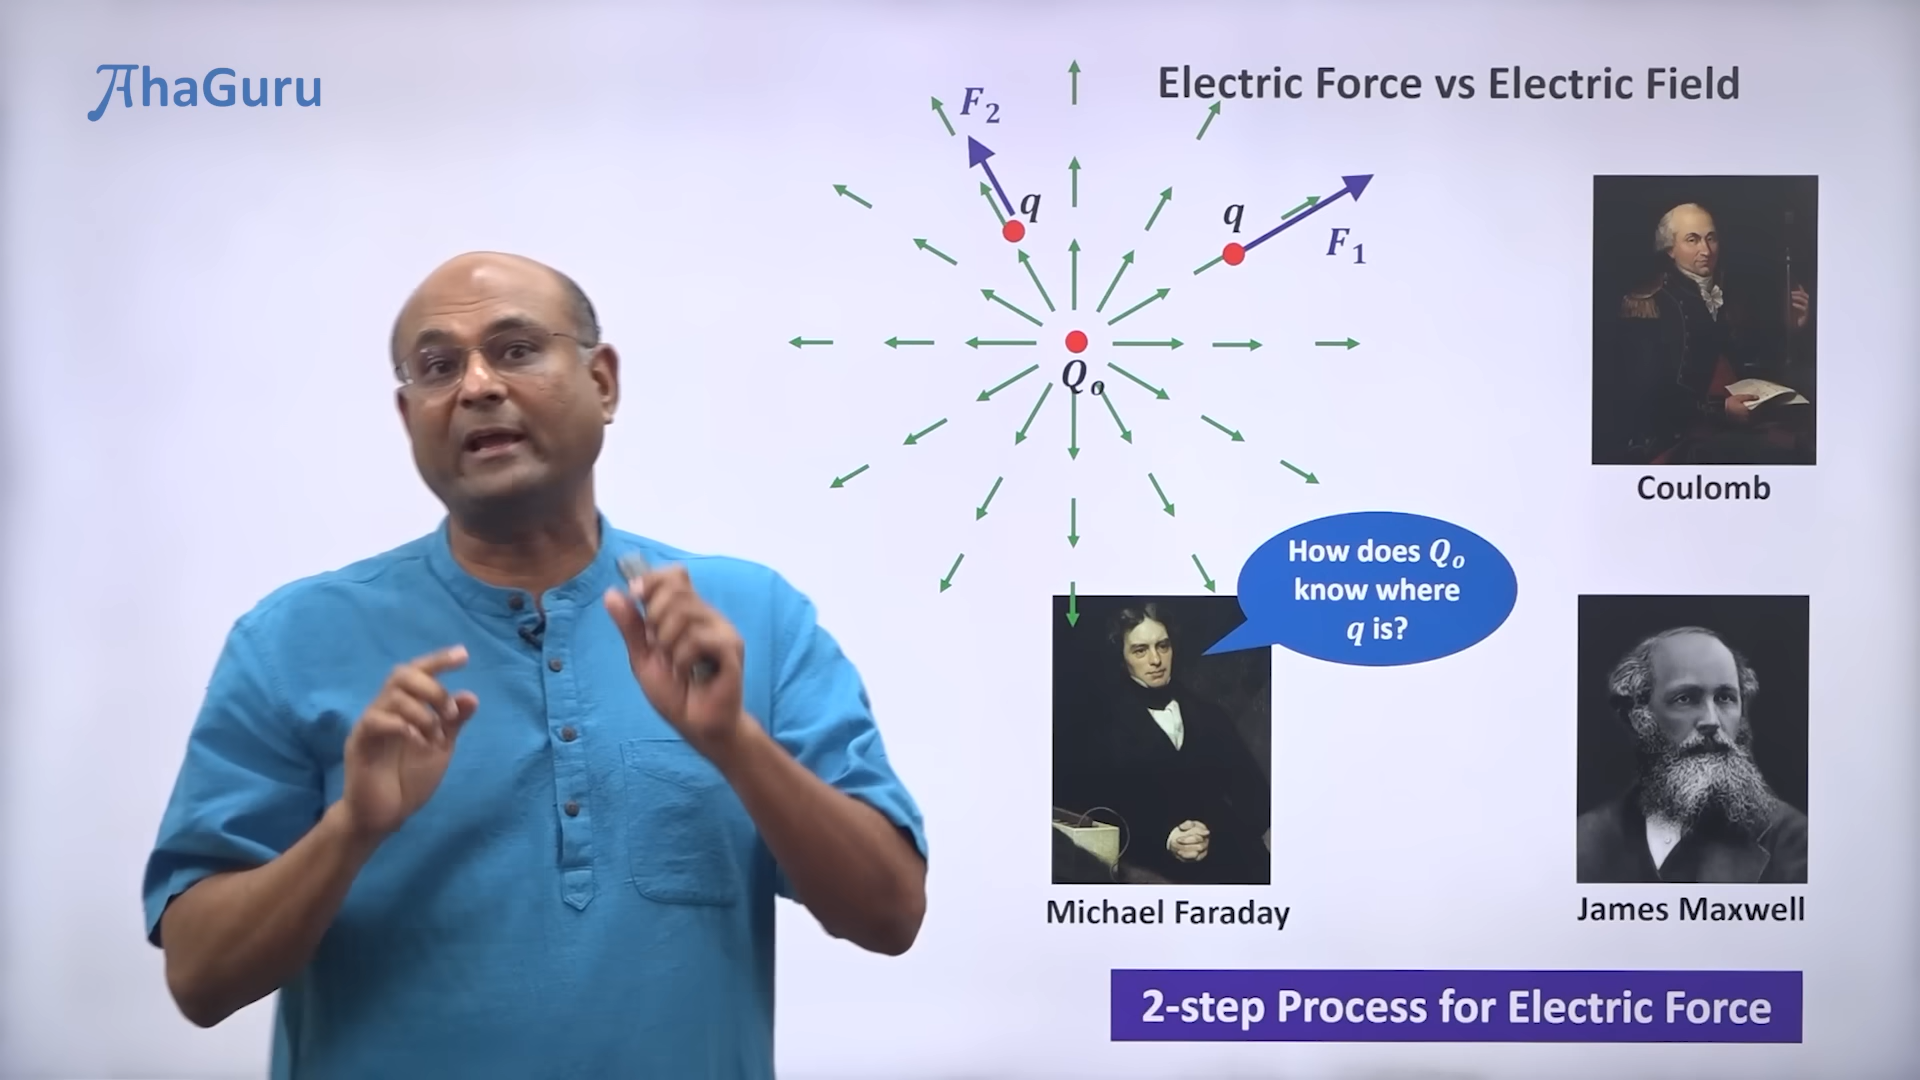 AhaGuru
Electric Force vs Electric Field
F₂
q
q
F₁
Qₒ
Coulomb
How does Qₒ
know where
q is?
Michael Faraday
James Maxwell
2-step Process for Electric Force